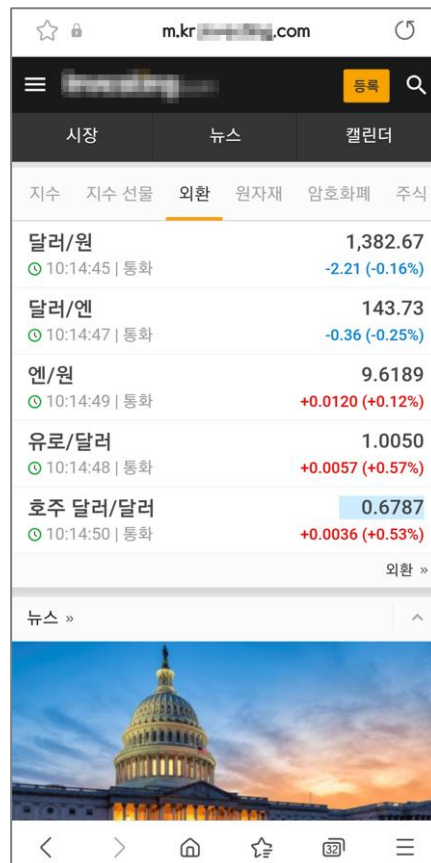 m.kr
.com
등록
시장 뉴스 캘린더
지수 지수 선물 외환 원자재 암호화폐 주식
달러/원 1,382.67
10:14:45 | 통화 -2.21 (-0.16%)
달러/엔 143.73
10:14:47 | 통화 -0.36 (-0.25%)
엔/원 9.6189
10:14:49 | 통화 +0.0120 (+0.12%)
유로/달러 1.0050
10:14:48 | 통화 +0.0057 (+0.57%)
호주 달러/달러 0.6787
10:14:50 | 통화 +0.0036 (+0.53%)
외환 »
뉴스 »
32